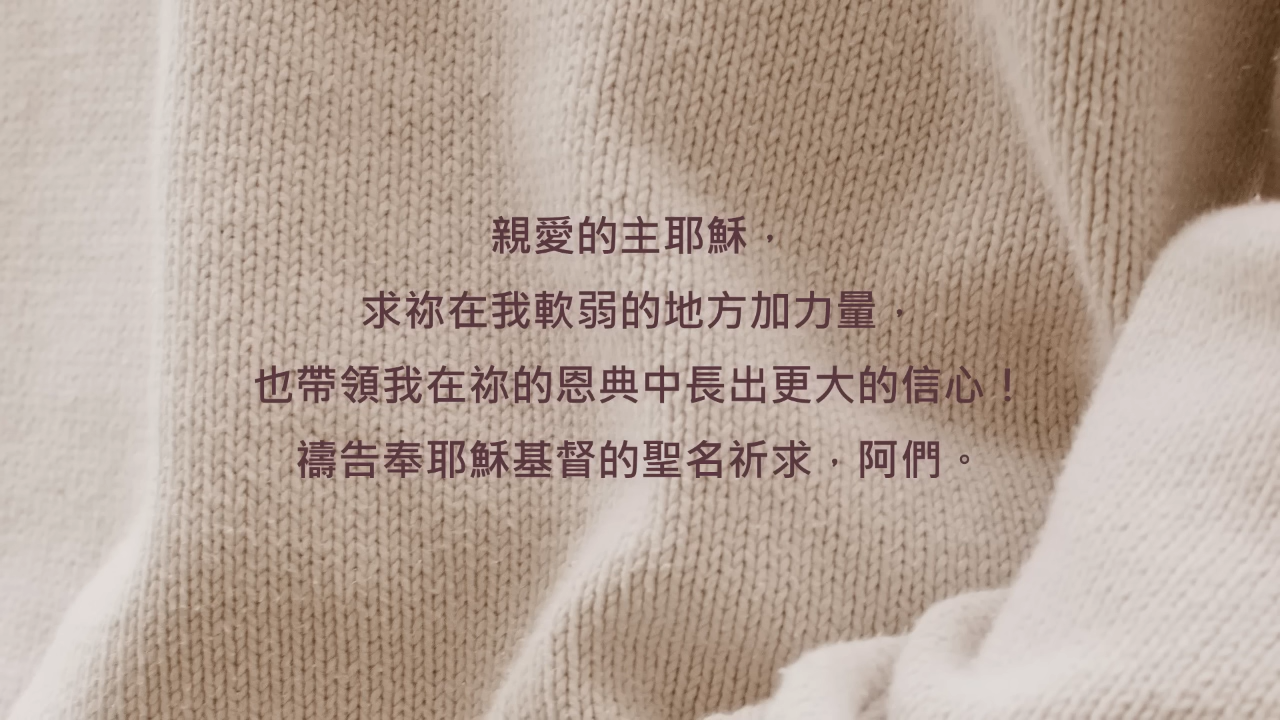 親愛的主耶穌，
求祢在我軟弱的地方加力量，
也帶領我在祢的恩典中長出更大的信心！
禱告奉耶穌基督的聖名祈求，阿們。